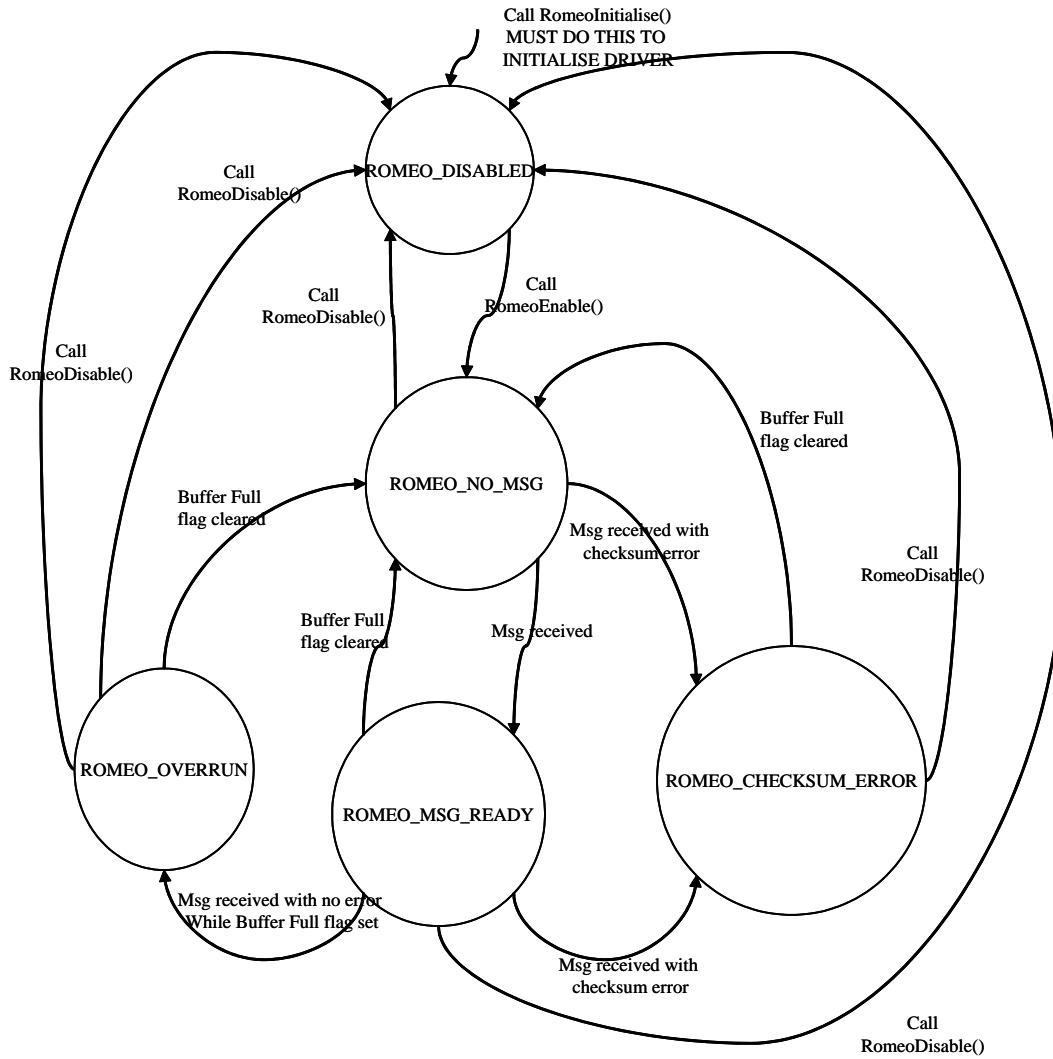 Call RomeoInitialise()
MUST DO THIS TO
INITIALISE DRIVER
ROMEO_DISABLED
Call
RomeoDisable()
Call
RomeoEnable()
Call
RomeoDisable()
Call
RomeoDisable()
Buffer Full
flag cleared
ROMEO_NO_MSG
Buffer Full
flag cleared
Msg received with
checksum error
Call
RomeoDisable()
Buffer Full
flag cleared
Msg received
ROMEO_OVERRUN
ROMEO_CHECKSUM_ERROR
ROMEO_MSG_READY
Msg received with no error
While Buffer Full flag set
Msg received with
checksum error
Call
RomeoDisable()